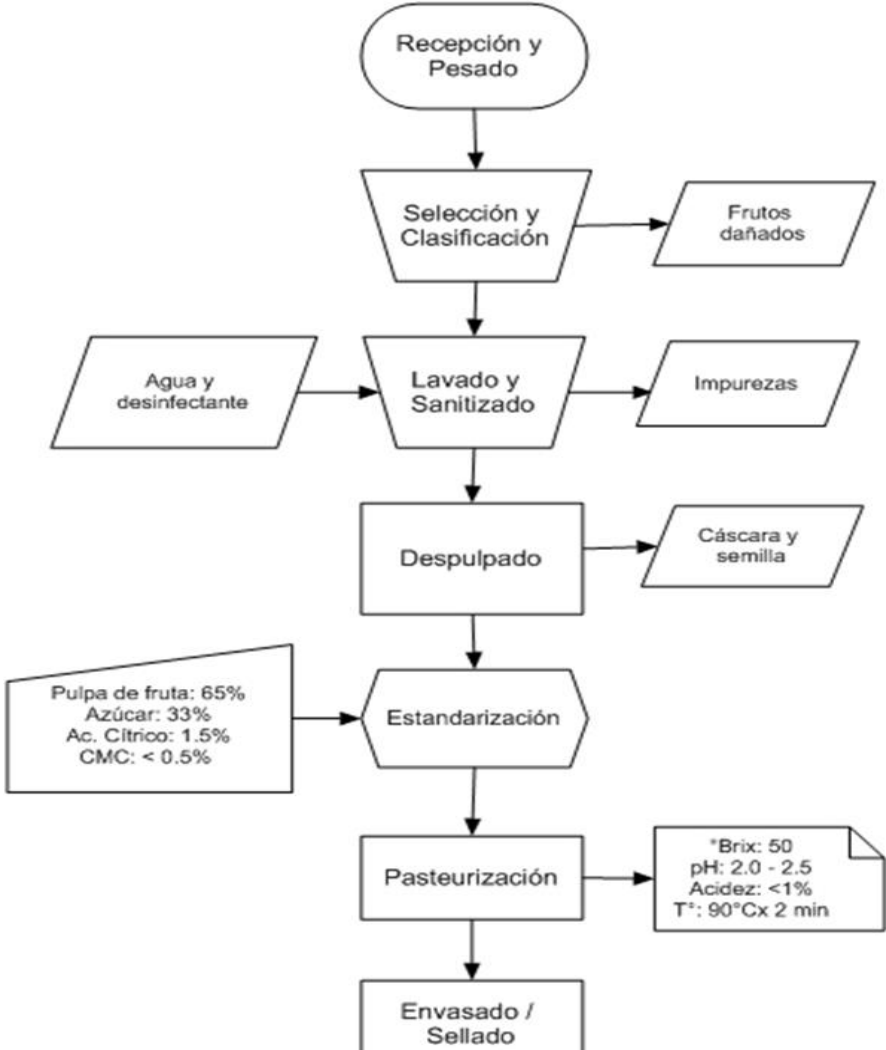 Recepción y
Pesado
Selección y
Clasificación
Frutos
dañados
Agua y
desinfectante
Lavado y
Sanitizado
Impurezas
Despulpado
Cáscara y
semilla
Pulpa de fruta: 65%
Azúcar: 33%
Ac. Cítrico: 1.5%
CMC: < 0.5%
Estandarización
Pasteurización
°Brix: 50
pH: 2.0 - 2.5
Acidez: <1%
T°: 90°Cx 2 min
Envasado /
Sellado